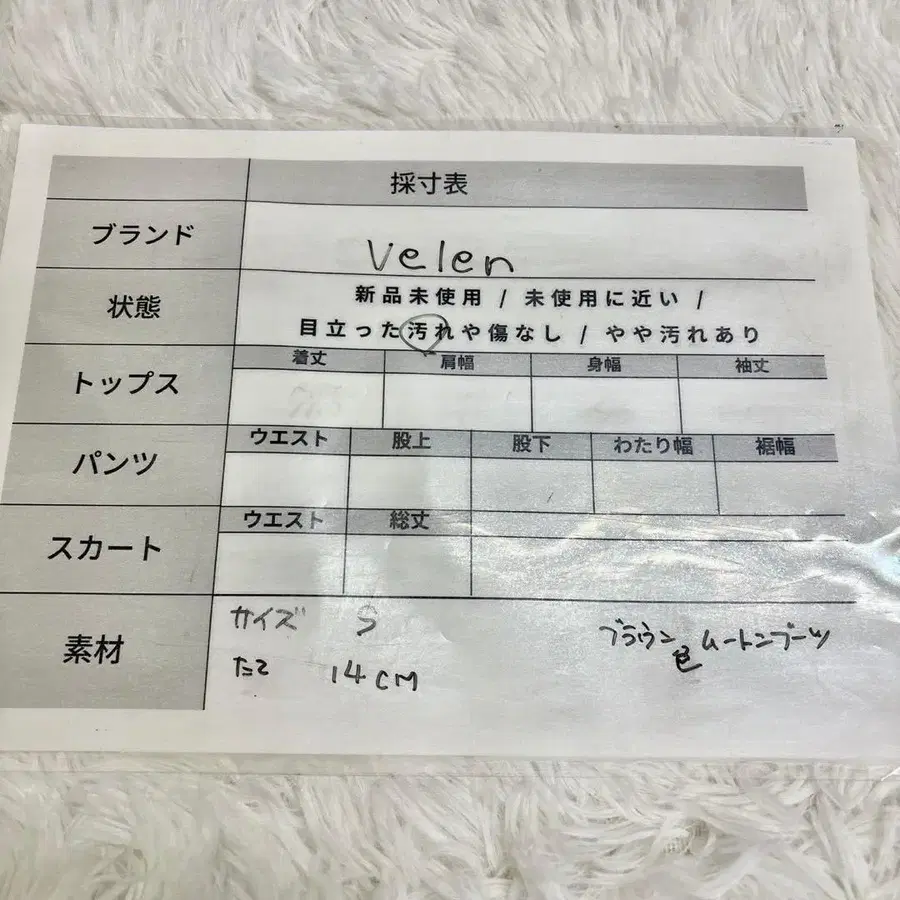 採寸表
ブランド Velen
状態 新品未使用 / 未使用に近い /
目立った汚れや傷なし / やや汚れあり
トップス 着丈 肩幅 身幅 袖丈
パンツ ウエスト 股上 股下 わたり幅 裾幅
スカート ウエスト 総丈
素材 サイズ S
たて 14CM
ブラウン色 ムートンブーツ